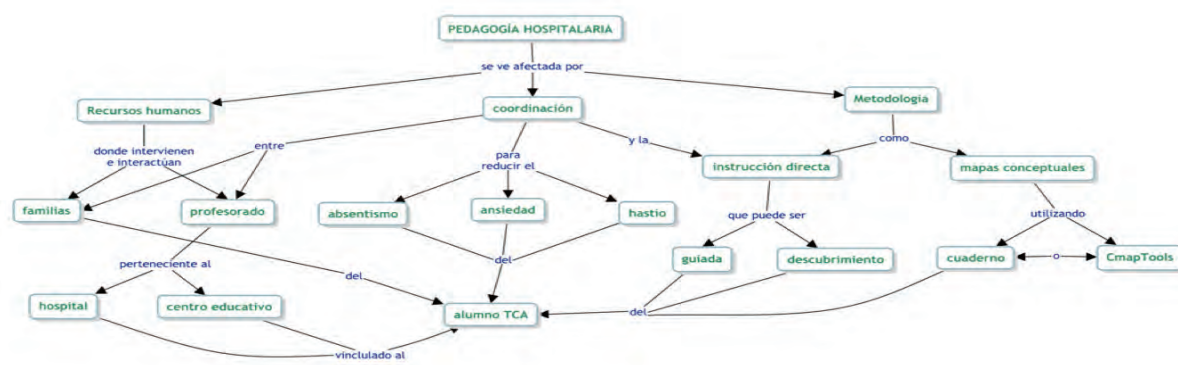 PEDAGOGÍA HOSPITALARIA
se ve afectada por
Recursos humanos
coordinación
Metodología
donde intervienen
e interactúan
entre
para
reducir el
y la
como
instrucción directa
mapas conceptuales
familias
profesorado
absentismo
ansiedad
hastio
que puede ser
utilizando
perteneciente al
del
del
guiada
descubrimiento
cuaderno
o
CmapTools
hospital
centro educativo
alumno TCA
del
vinclulado al